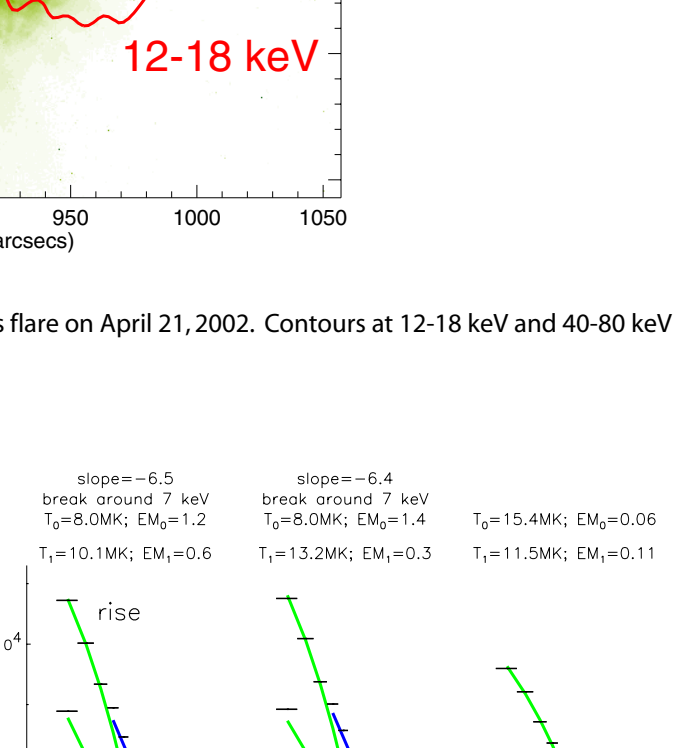 12-18 keV
950 1000 1050
arcsecs)
s flare on April 21, 2002. Contours at 12-18 keV and 40-80 keV
slope=−6.5 slope=−6.4
break around 7 keV break around 7 keV
T₀=8.0MK; EM₀=1.2 T₀=8.0MK; EM₀=1.4 T₀=15.4MK; EM₀=0.06
T₁=10.1MK; EM₁=0.6 T₁=13.2MK; EM₁=0.3 T₁=11.5MK; EM₁=0.11
rise
0⁴